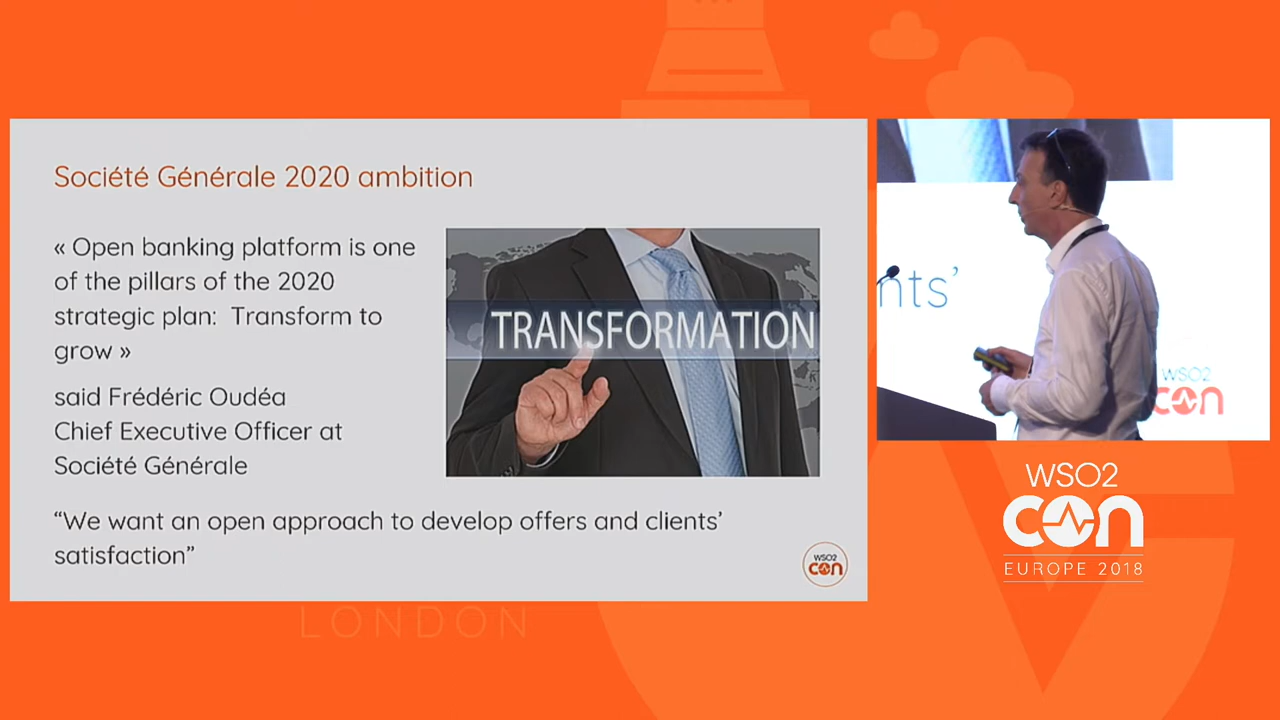 Société Générale 2020 ambition
« Open banking platform is one
of the pillars of the 2020
strategic plan: Transform to
grow »
said Frédéric Oudéa
Chief Executive Officer at
Société Générale
“We want an open approach to develop offers and clients’
satisfaction”
TRANSFORMATION
WSO2
con
nts’
WSO2
con
WSO2
con
EUROPE 2018
LONDON